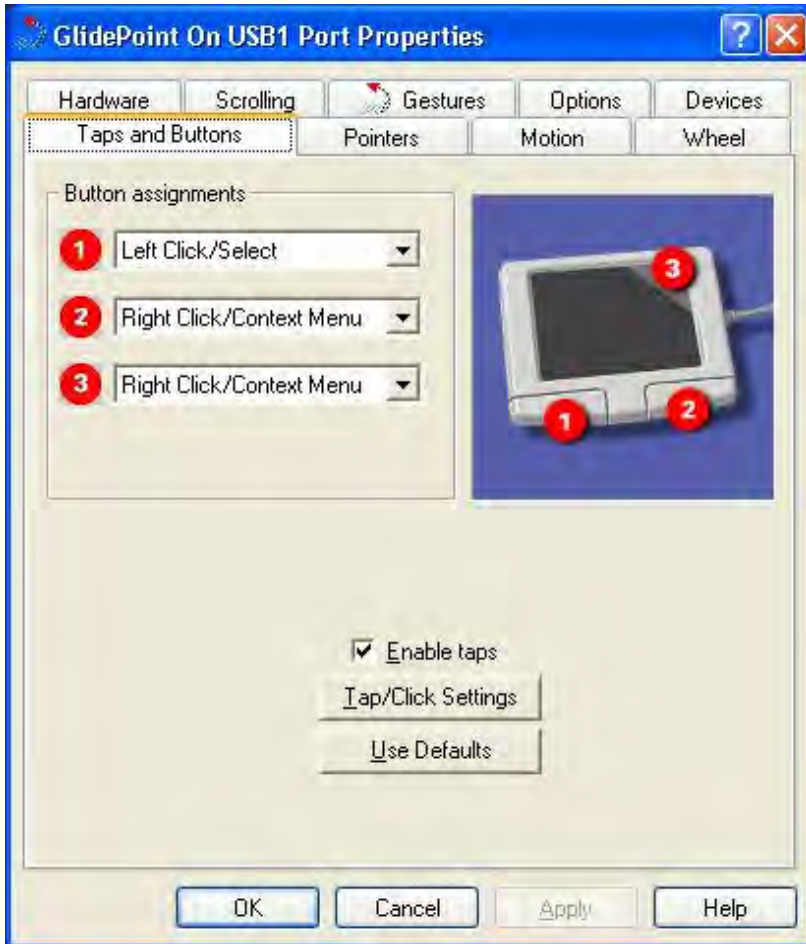 GlidePoint On USB1 Port Properties
?
Hardware Scrolling Gestures Options Devices
Taps and Buttons Pointers Motion Wheel
Button assignments
1 Left Click/Select
2 Right Click/Context Menu
3 Right Click/Context Menu
3
1
2
Enable taps
Tap/Click Settings
Use Defaults
OK Cancel Apply Help